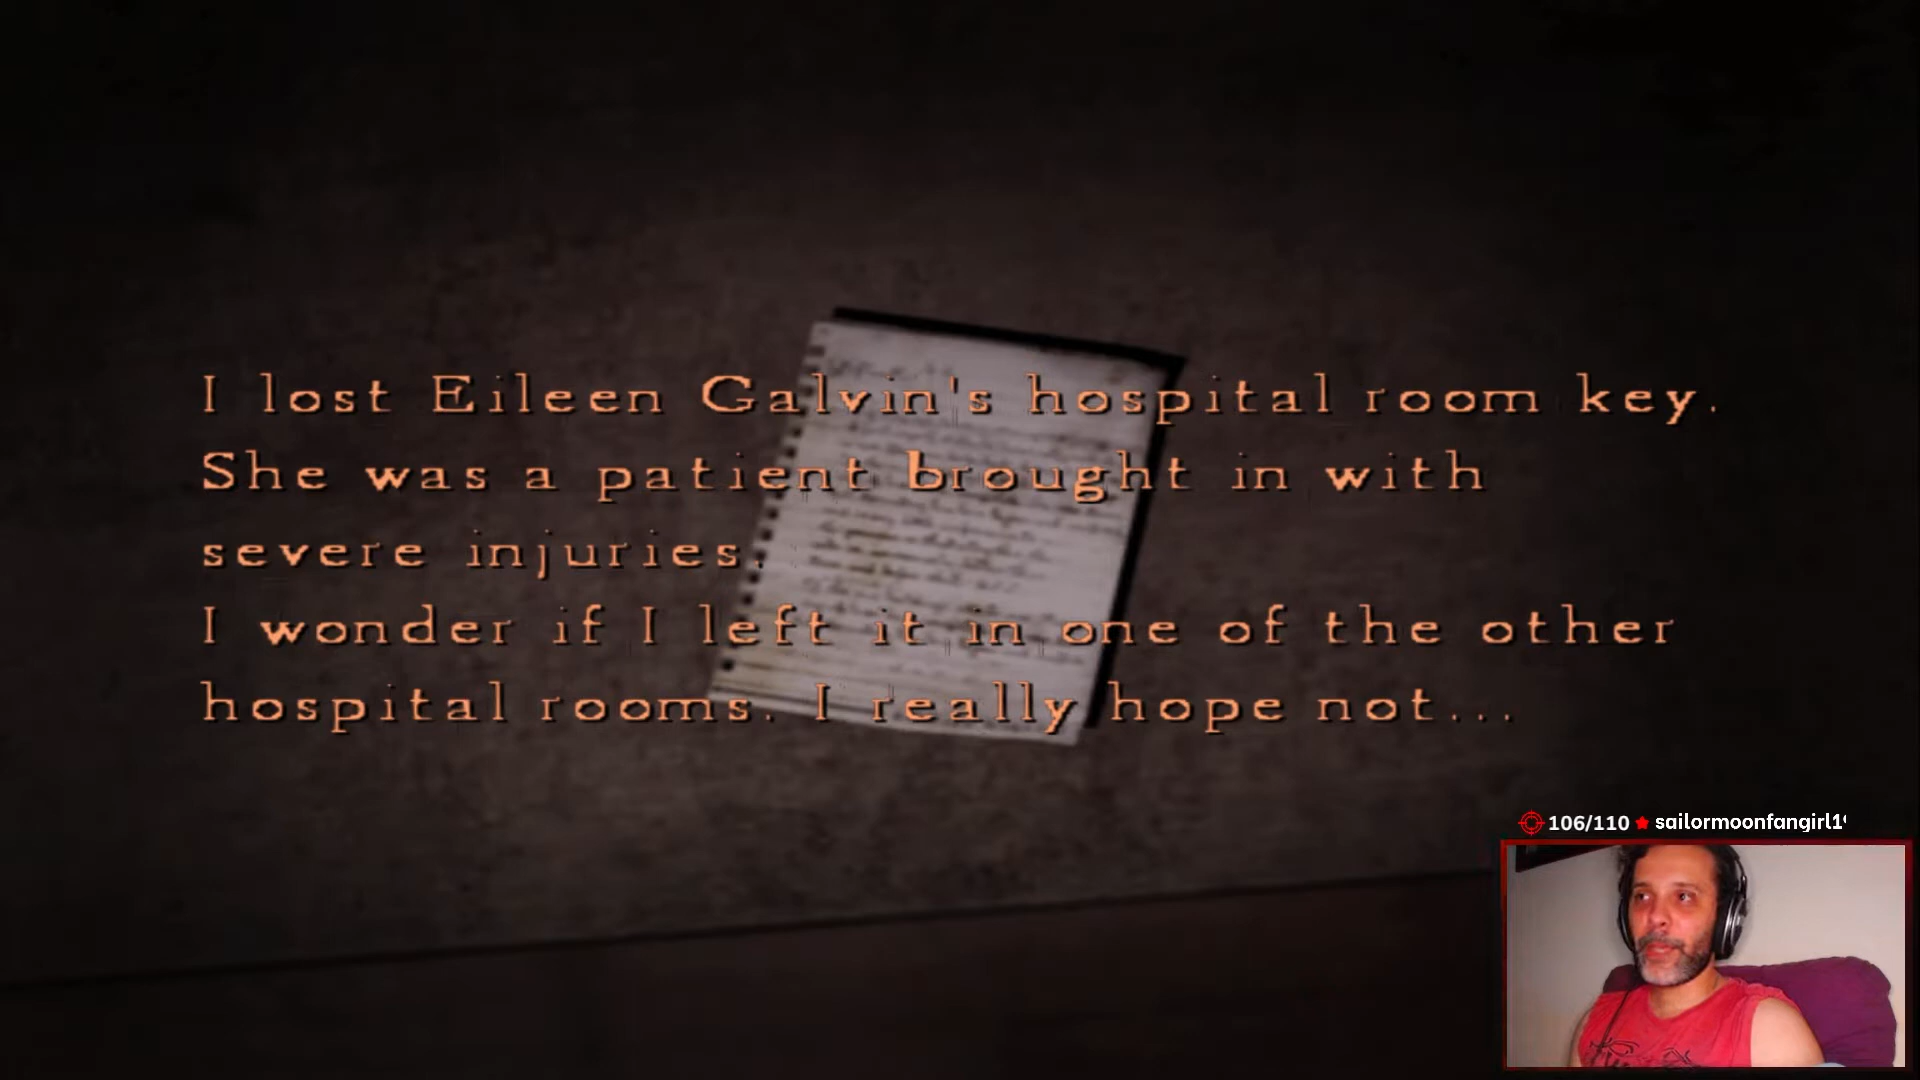 I lost Eileen Galvin's hospital room key.
She was a patient brought in with
severe injuries.
I wonder if I left it in one of the other
hospital rooms. I really hope not...
106/110 sailormoonfangirl1